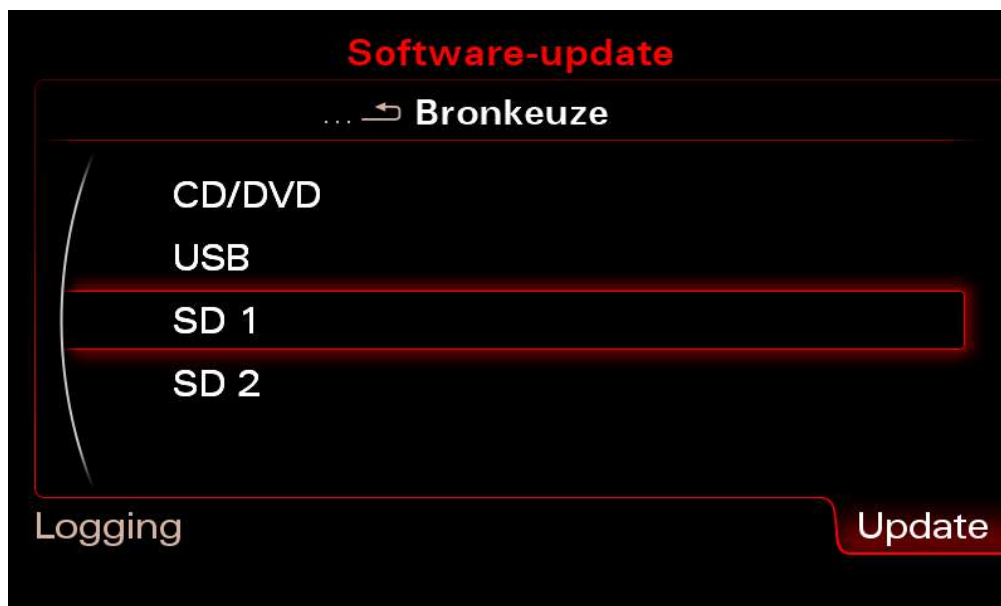 Software-update
... Bronkeuze
CD/DVD
USB
SD 1
SD 2
Logging
Update